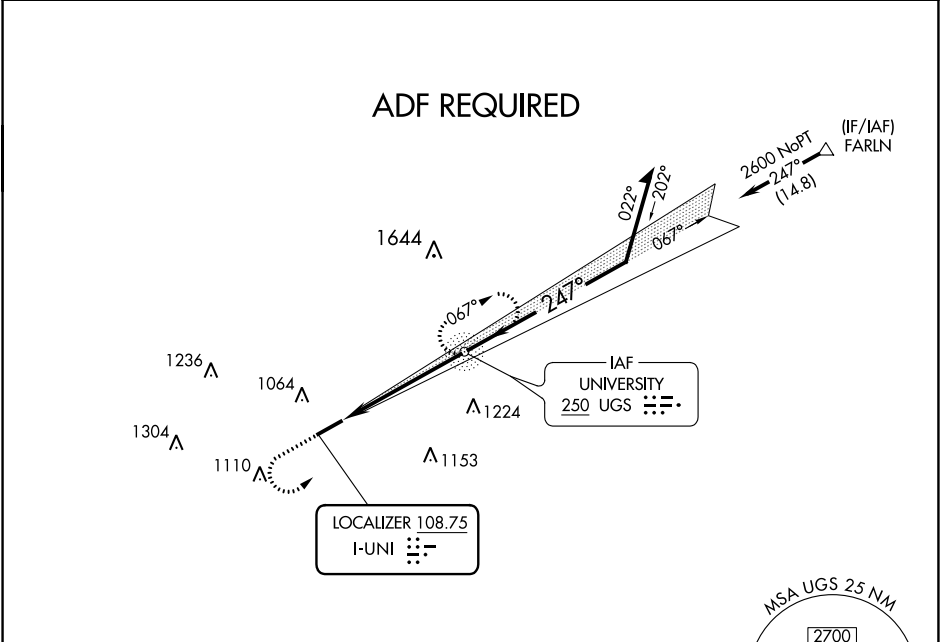 ADF REQUIRED
(IF/IAF)
FARLN
2600 NoPT
247°
(14.8)
022°
202°
067°
1644
247°
067°
IAF
UNIVERSITY
250 UGS
1236
1064
1224
1304
1110
1153
LOCALIZER 108.75
I-UNI
MSA UGS 25 NM
2700